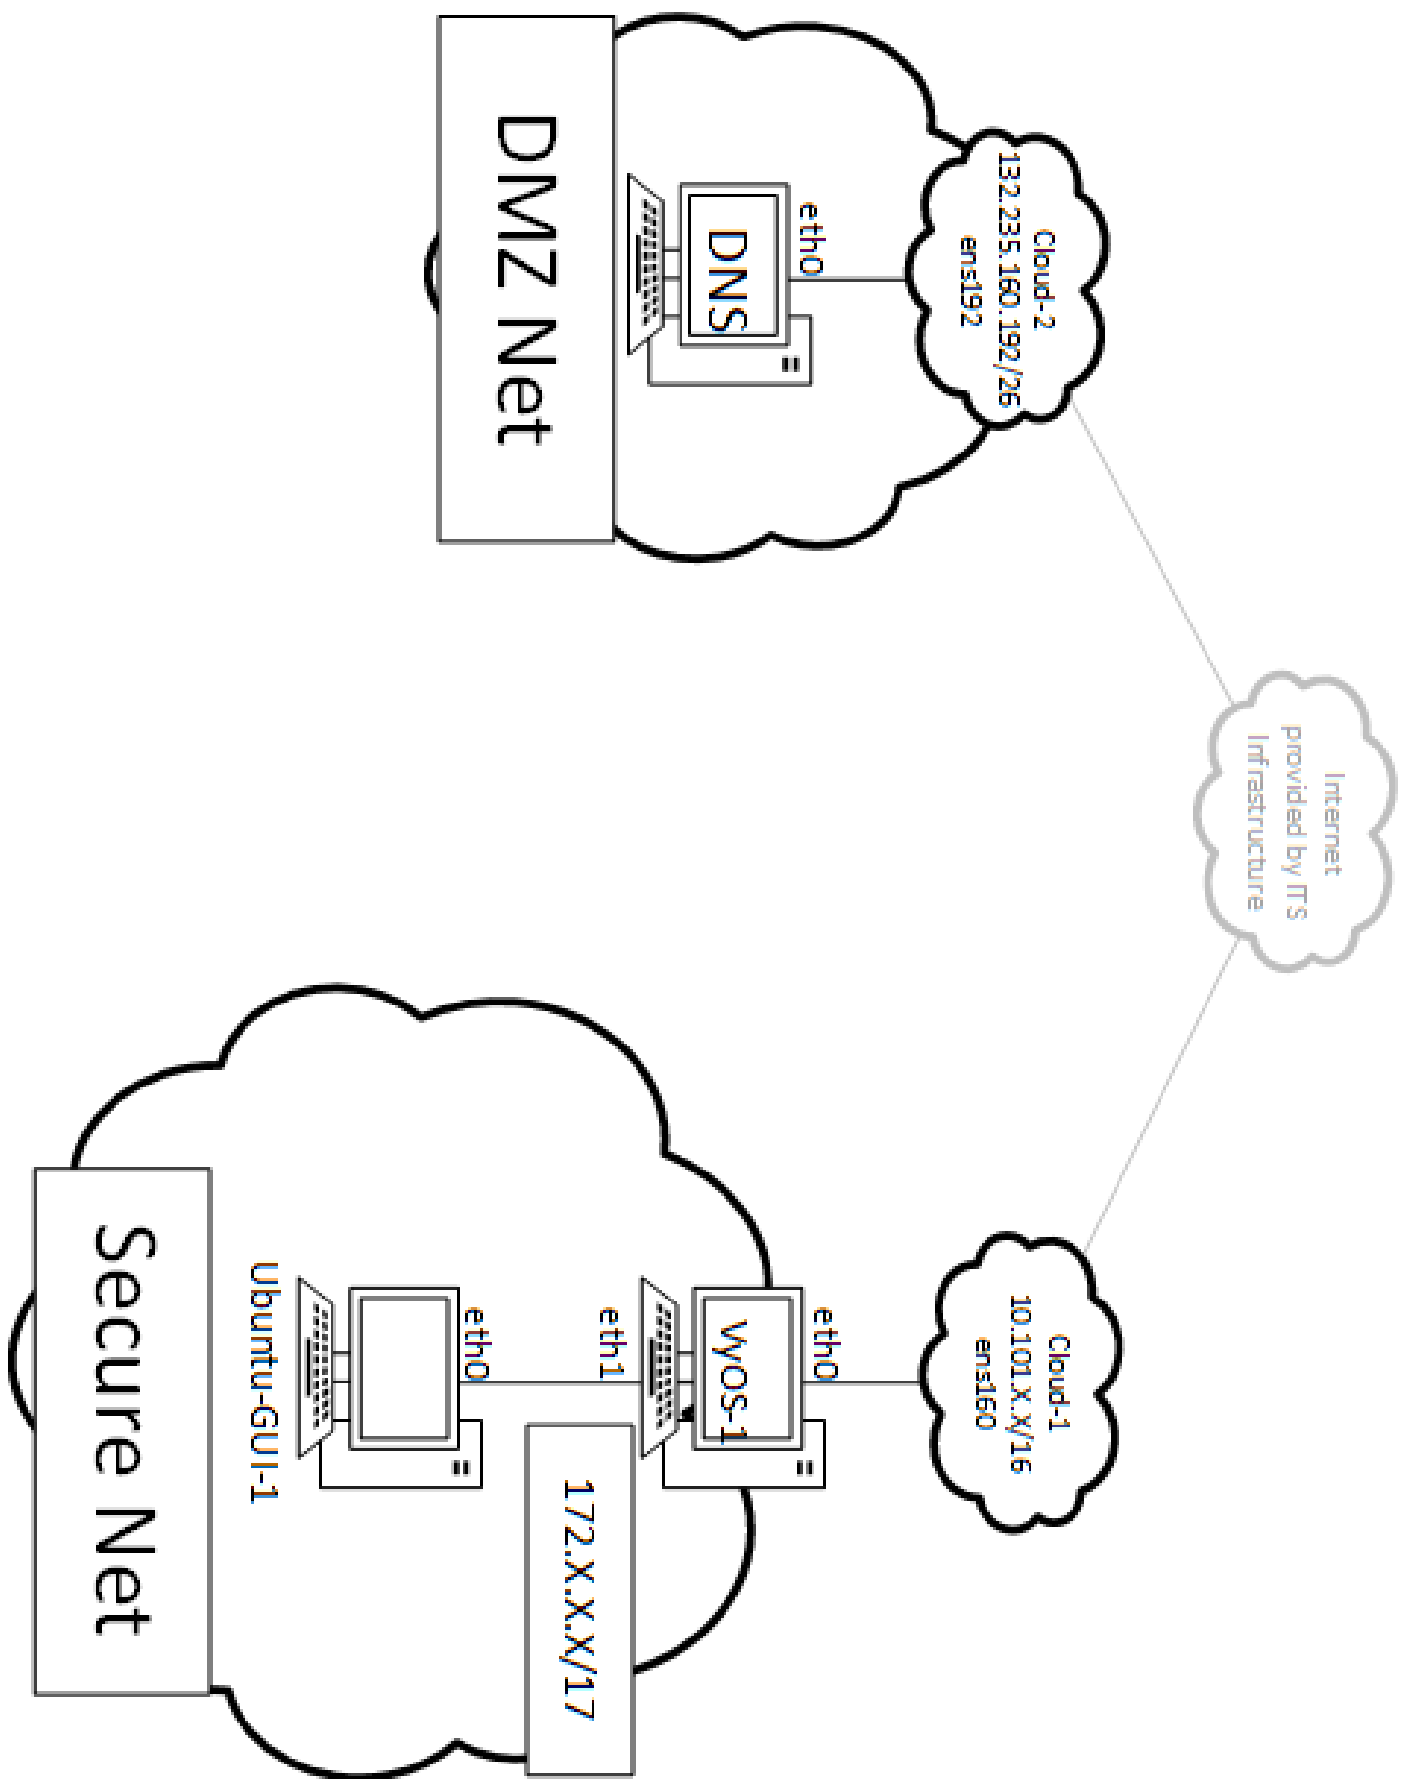 Internet
provided by ITS
Infrastructure
Cloud-2
132.235.160.192/26
ens192
eth0
DNS
DMZ Net
Cloud-1
10.101.X.X/16
ens160
eth0
VyOS-1
eth1
172.X.X.X/17
eth0
Ubuntu-GUI-1
Secure Net